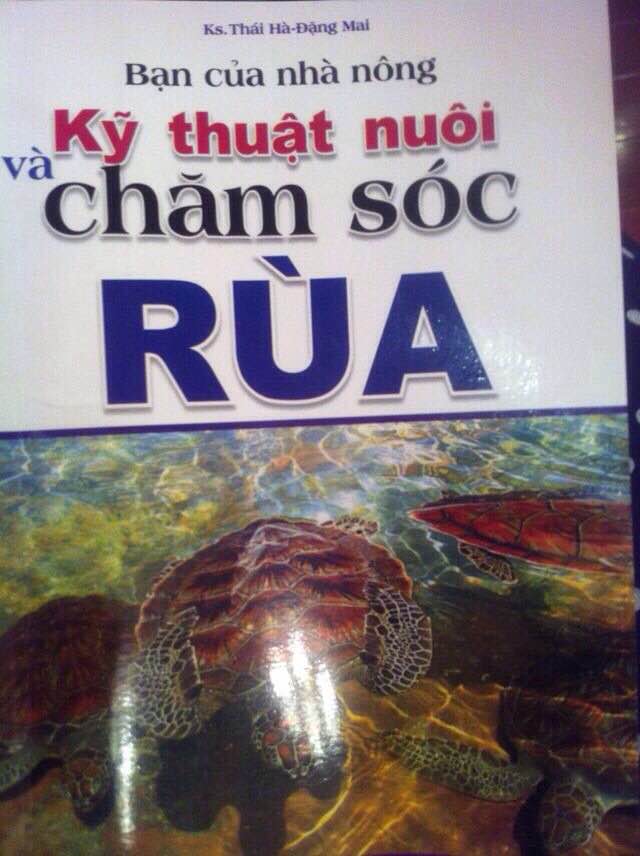 Ks. Thái Hà-Đặng Mai
Bạn của nhà nông
Kỹ thuật nuôi
và chăm sóc
RÙA